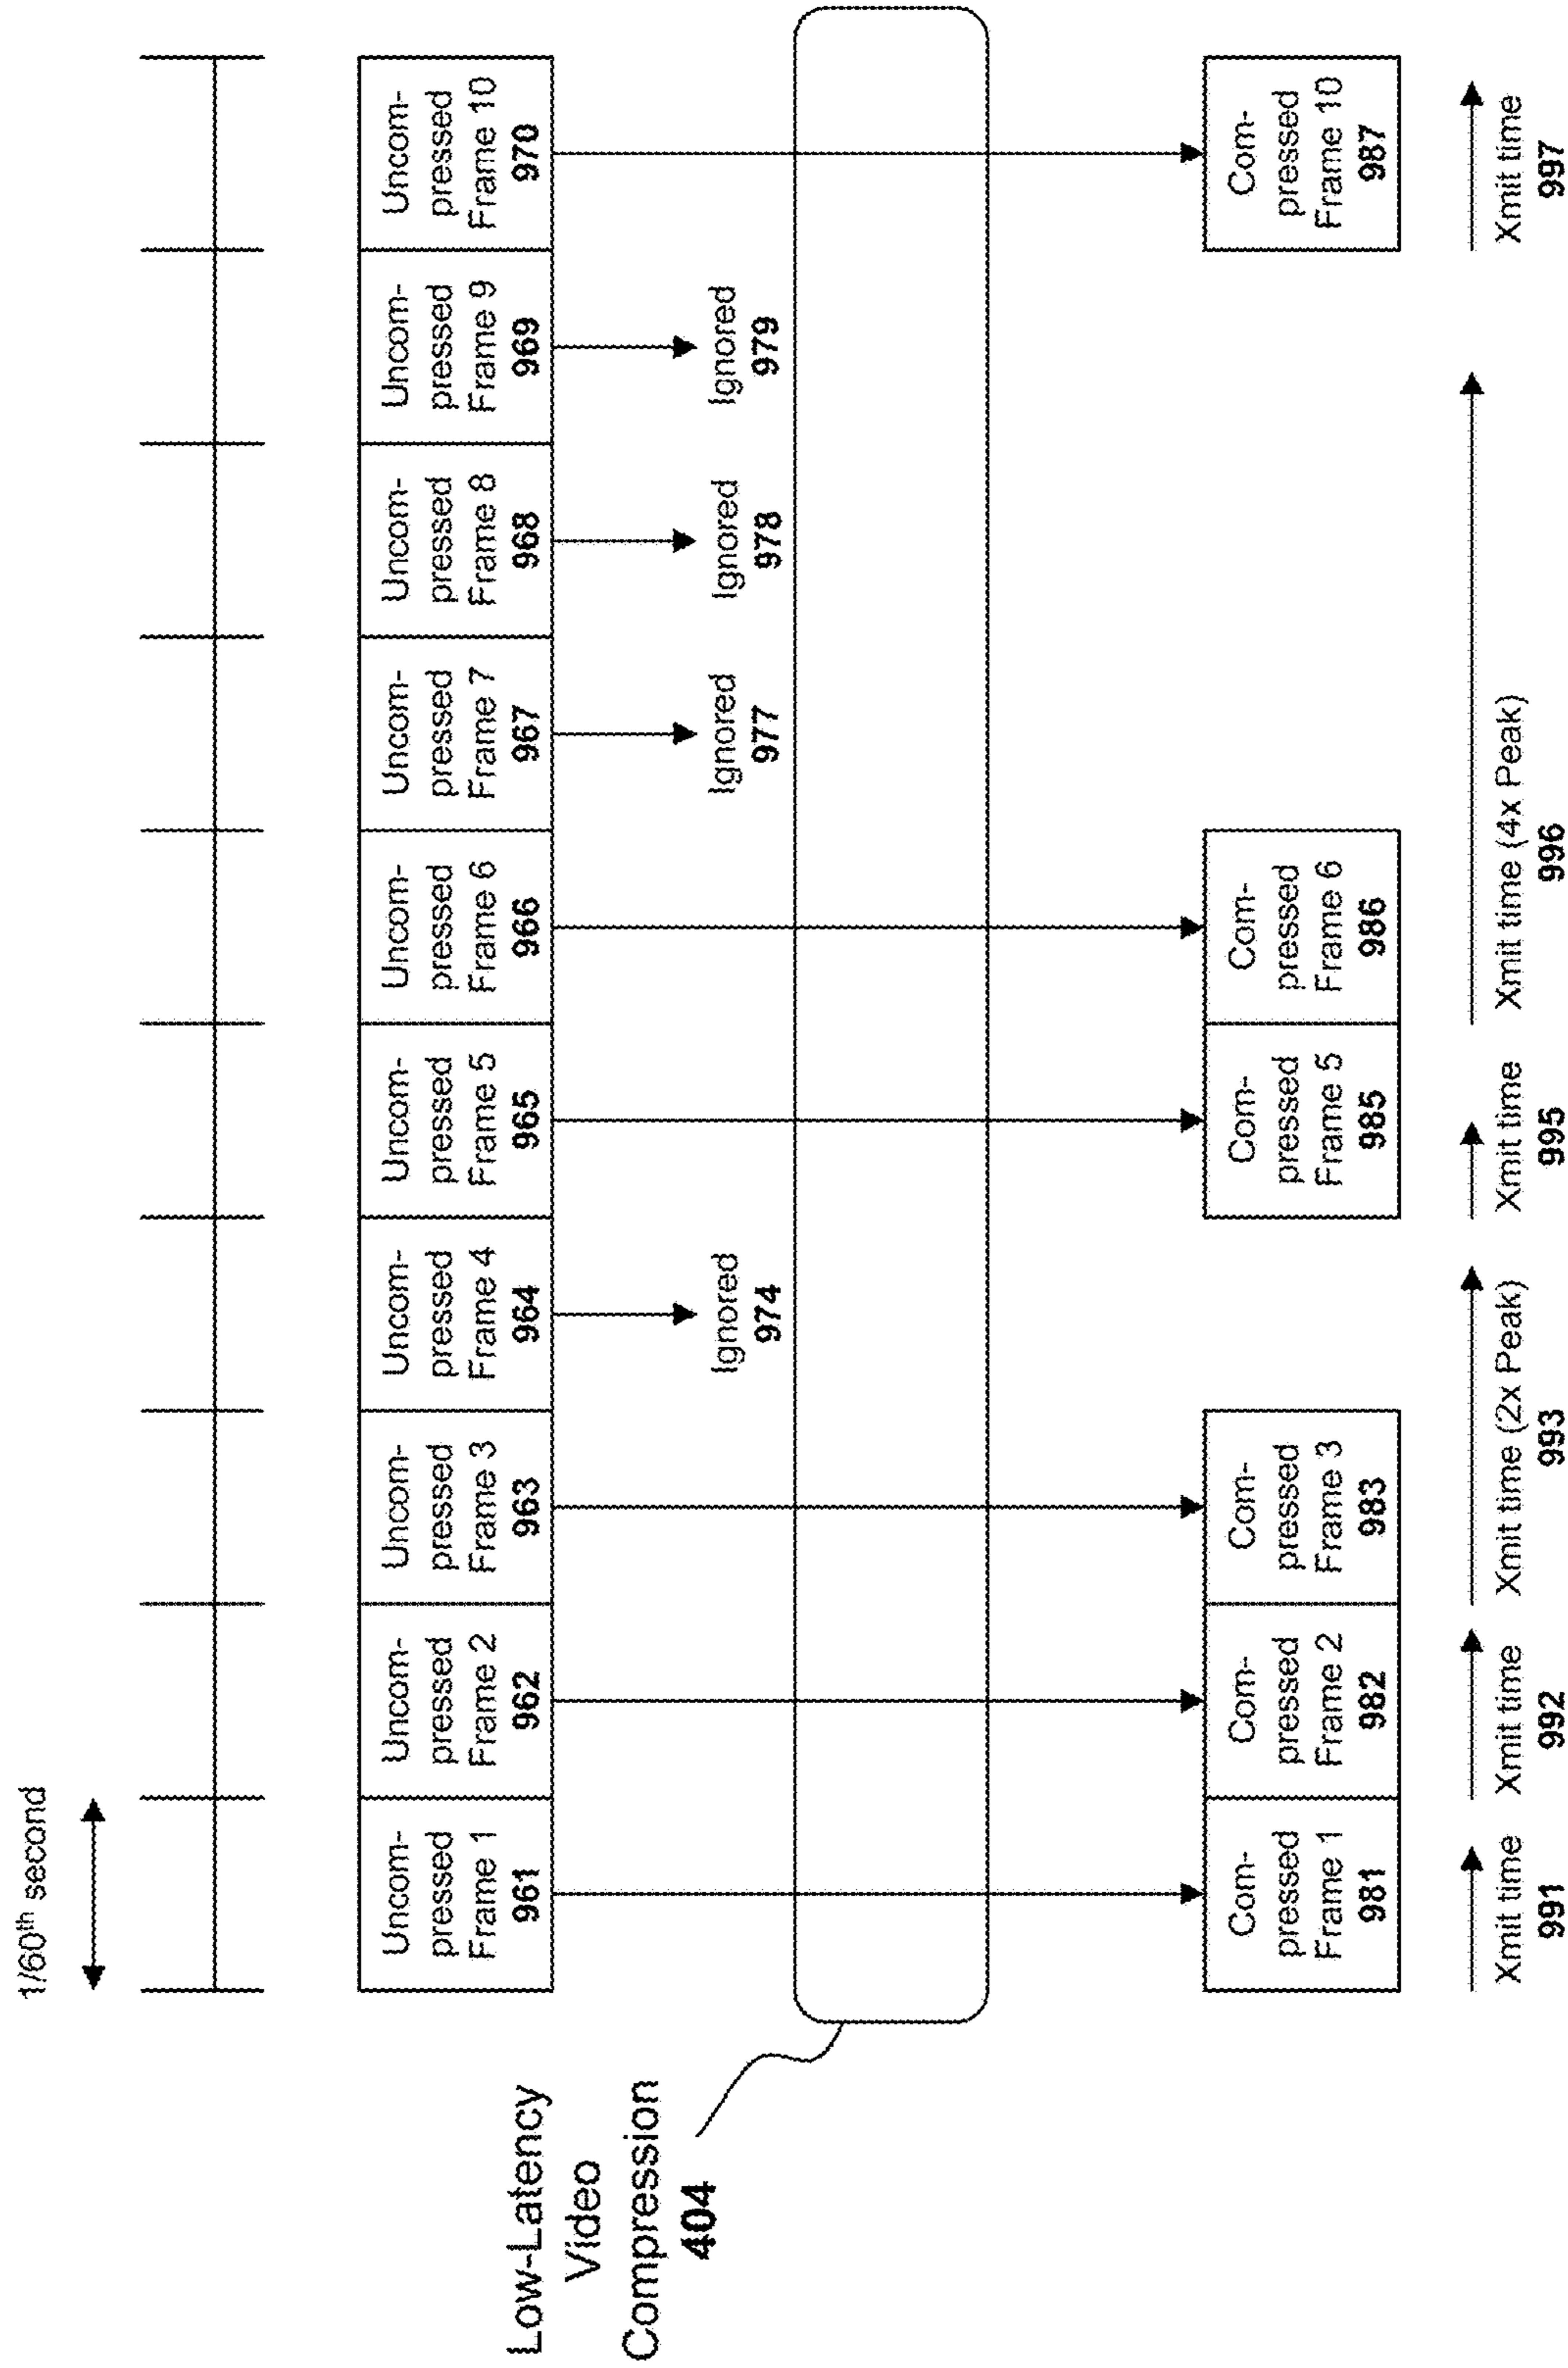 1/60th second
Uncom-
pressed
Frame 1
961
Uncom-
pressed
Frame 2
962
Uncom-
pressed
Frame 3
963
Uncom-
pressed
Frame 4
964
Uncom-
pressed
Frame 5
965
Uncom-
pressed
Frame 6
966
Uncom-
pressed
Frame 7
967
Uncom-
pressed
Frame 8
968
Uncom-
pressed
Frame 9
969
Uncom-
pressed
Frame 10
970
Ignored
974
Ignored
977
Ignored
978
Ignored
979
Low-Latency
Video
Compression
404
Com-
pressed
Frame 1
981
Com-
pressed
Frame 2
982
Com-
pressed
Frame 3
983
Com-
pressed
Frame 5
985
Com-
pressed
Frame 6
986
Com-
pressed
Frame 10
987
Xmit time
991
Xmit time
992
Xmit time (2x Peak)
993
Xmit time
995
Xmit time (4x Peak)
996
Xmit time
997